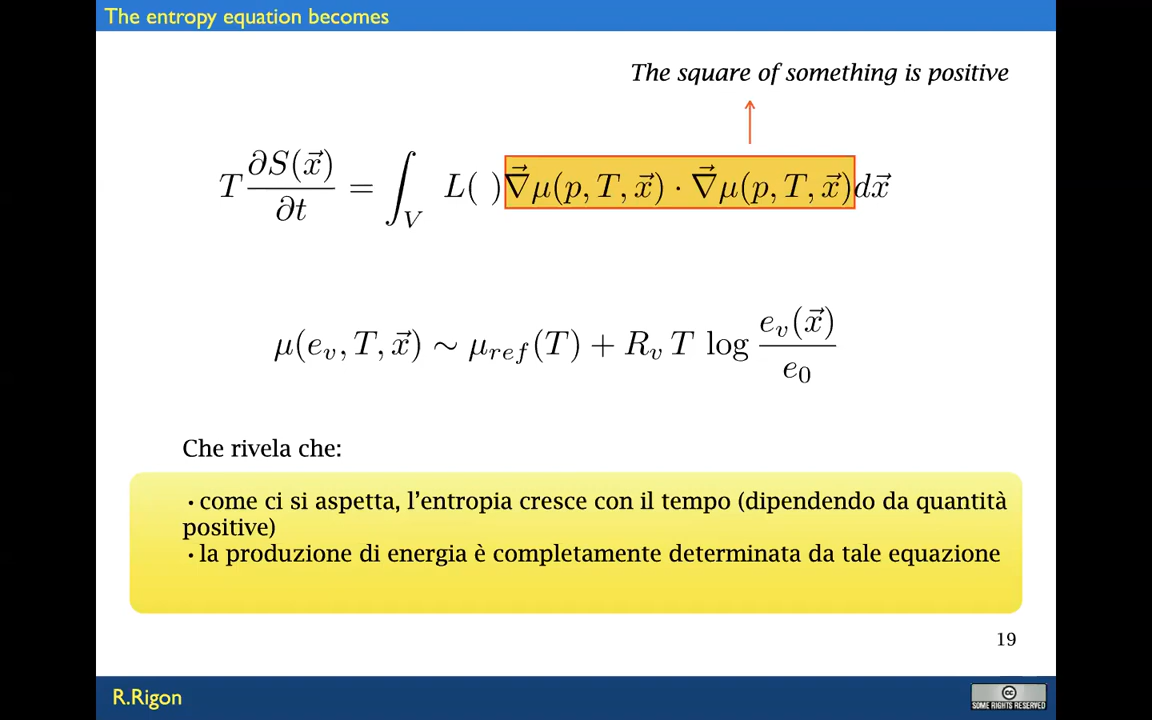 The entropy equation becomes
The square of something is positive
T ∂S(x⃗)/∂t = ∫_V L( ) ∇⃗μ(p, T, x⃗) · ∇⃗μ(p, T, x⃗)dx⃗
μ(e_v, T, x⃗) ∼ μ_ref(T) + R_v T log e_v(x⃗)/e_0
Che rivela che:
• come ci si aspetta, l’entropia cresce con il tempo (dipendendo da quantità
positive)
• la produzione di energia è completamente determinata da tale equazione
19
R.Rigon
cc
SOME RIGHTS RESERVED